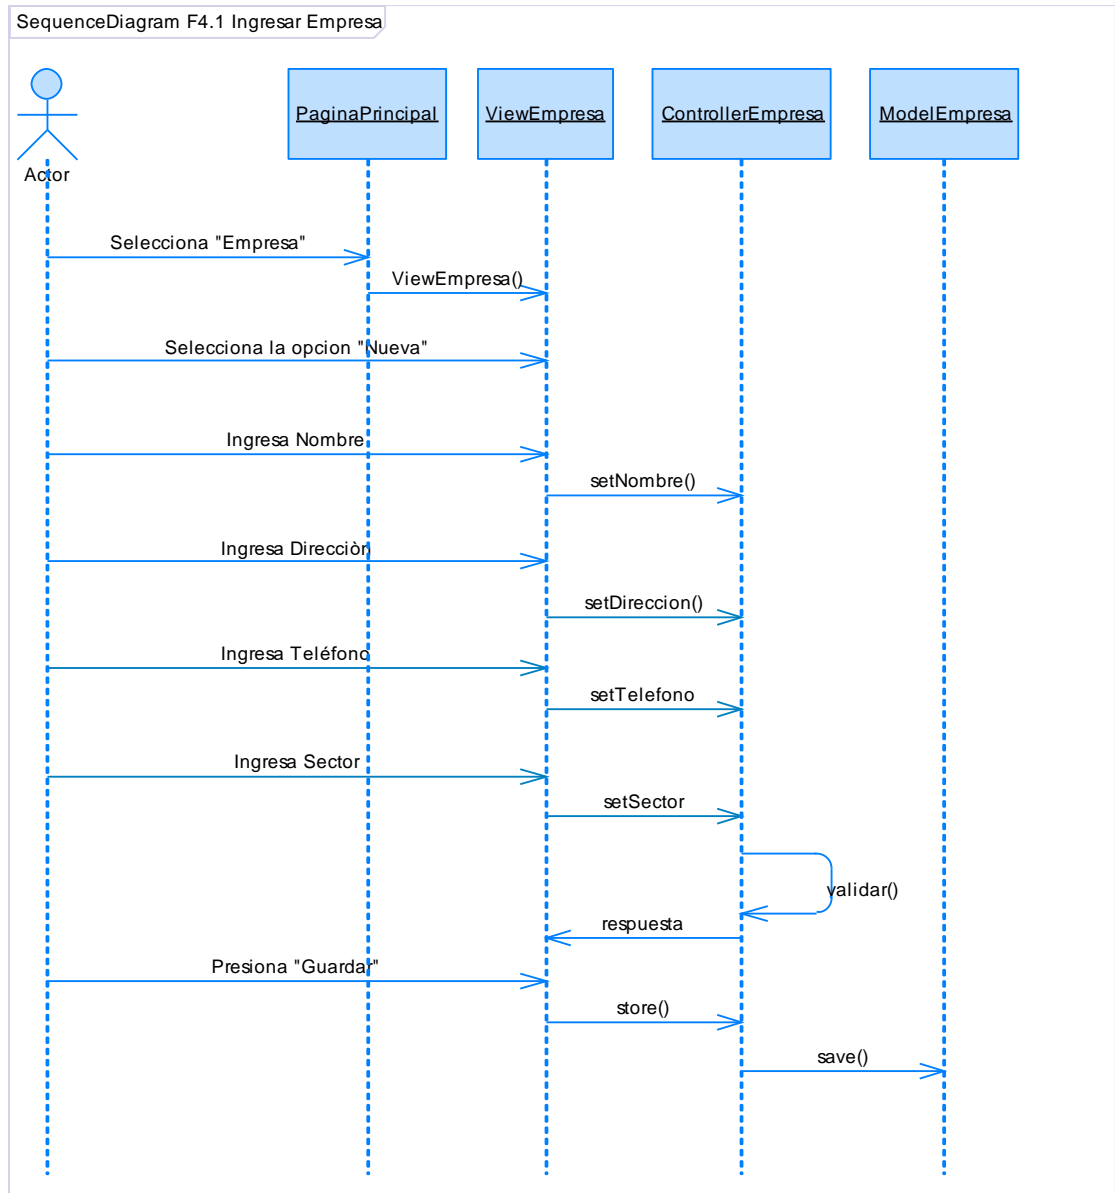 SequenceDiagram F4.1 Ingresar Empresa
Actor
PaginaPrincipal
ViewEmpresa
ControllerEmpresa
ModelEmpresa
Selecciona "Empresa"
ViewEmpresa()
Selecciona la opcion "Nueva"
Ingresa Nombre
setNombre()
Ingresa Direcciòn
setDireccion()
Ingresa Teléfono
setTelefono
Ingresa Sector
setSector
validar()
respuesta
Presiona "Guardar"
store()
save()